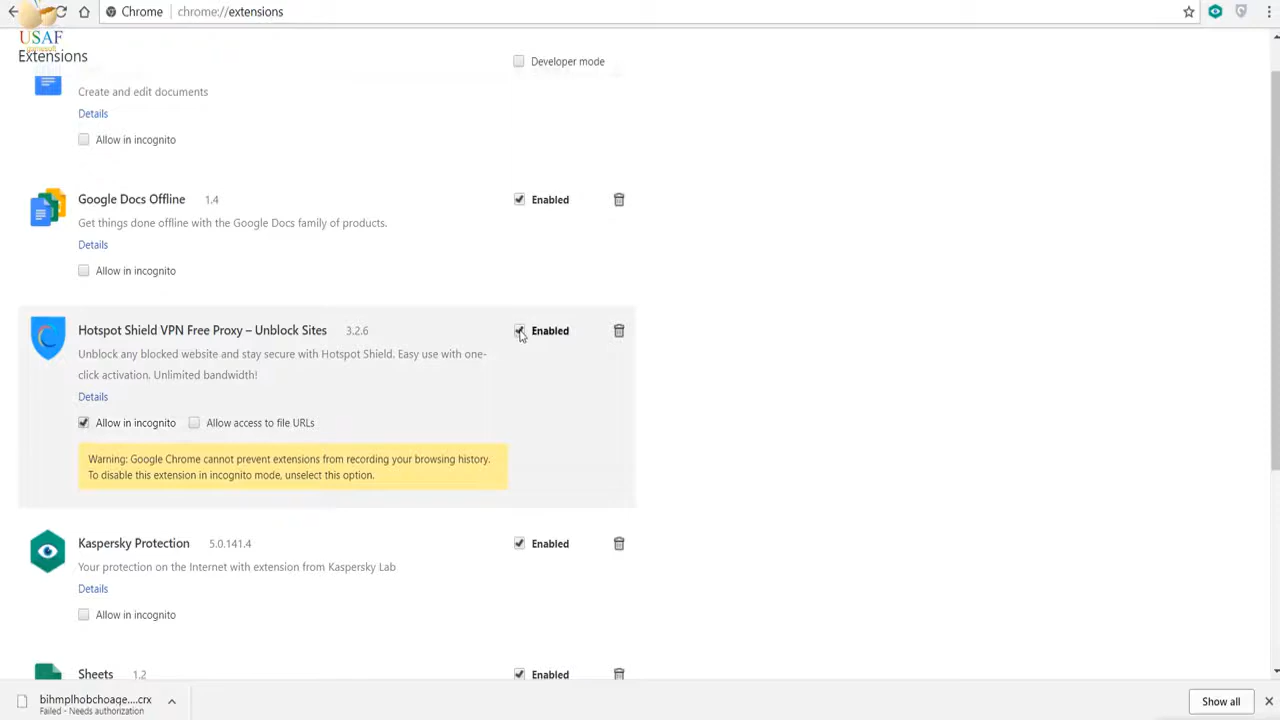 Chrome chrome://extensions
USAF
gamesoft
Extensions
Developer mode
Create and edit documents
Details
Allow in incognito
Google Docs Offline 1.4
Enabled
Get things done offline with the Google Docs family of products.
Details
Allow in incognito
Hotspot Shield VPN Free Proxy – Unblock Sites 3.2.6
Enabled
Unblock any blocked website and stay secure with Hotspot Shield. Easy use with one-
click activation. Unlimited bandwidth!
Details
Allow in incognito Allow access to file URLs
Warning: Google Chrome cannot prevent extensions from recording your browsing history.
To disable this extension in incognito mode, unselect this option.
Kaspersky Protection 5.0.141.4
Enabled
Your protection on the Internet with extension from Kaspersky Lab
Details
Allow in incognito
Sheets 1.2
Enabled
bihmplhobchoage....crx
Failed - Needs authorization
Show all